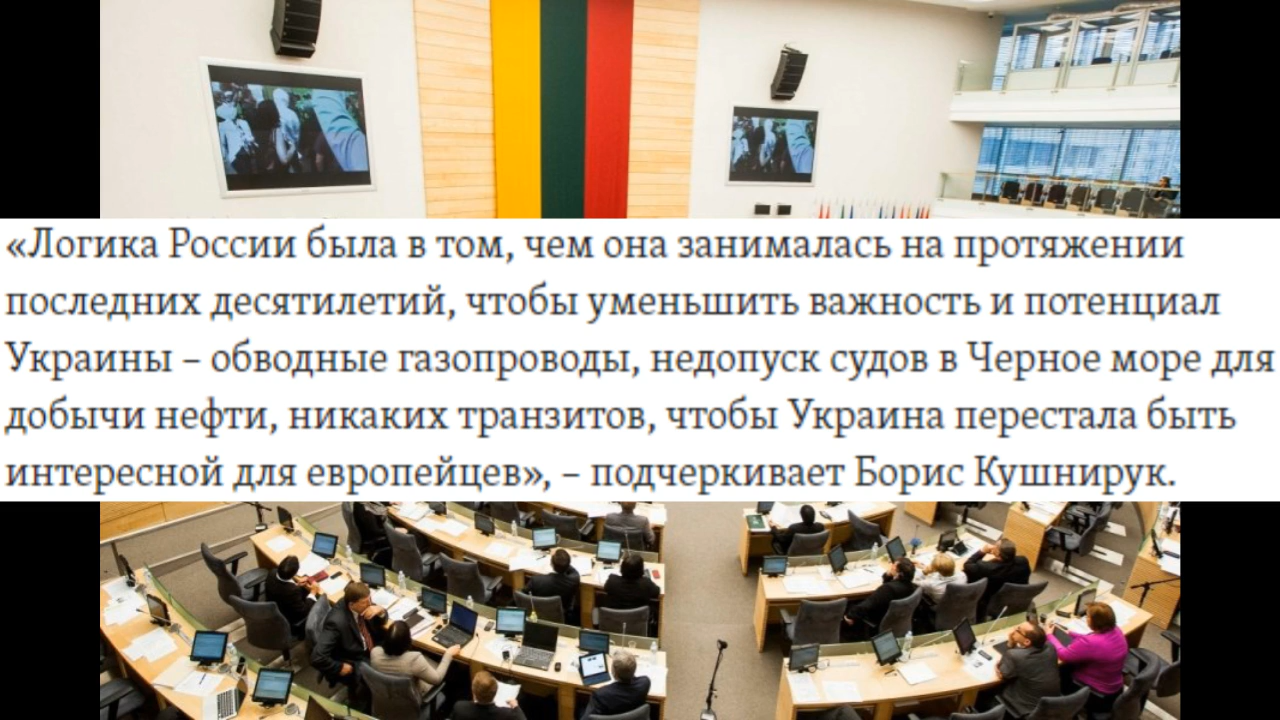 «Логика России была в том, чем она занималась на протяжении
последних десятилетий, чтобы уменьшить важность и потенциал
Украины – обводные газопроводы, недопуск судов в Черное море для
добычи нефти, никаких транзитов, чтобы Украина перестала быть
интересной для европейцев», – подчеркивает Борис Кушнирук.